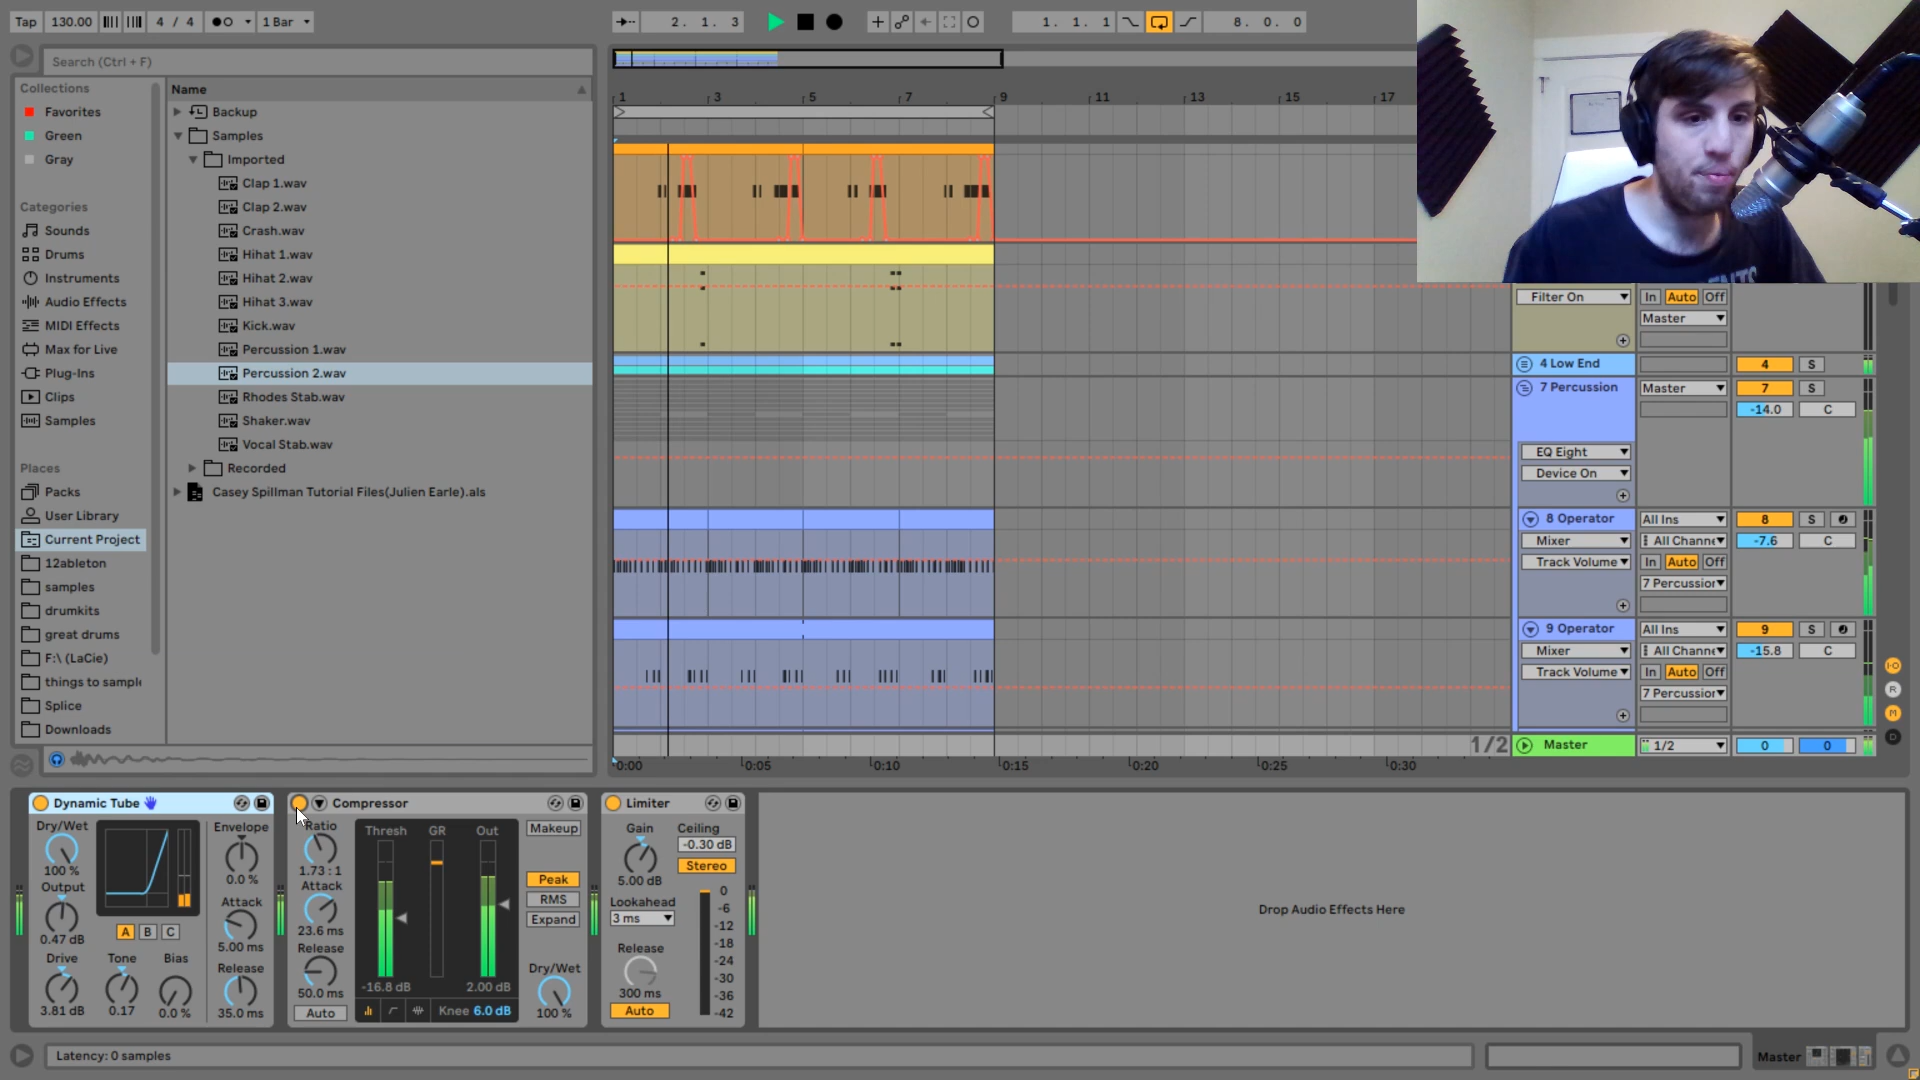 Tap 130.00 4 / 4 1 Bar 2. 1. 3 1. 1. 1 8. 0. 0
Search (Ctrl + F)
Collections
Favorites
Green
Gray
Categories
Sounds
Drums
Instruments
Audio Effects
MIDI Effects
Max for Live
Plug-Ins
Clips
Samples
Places
Packs
User Library
Current Project
12ableton
samples
drumkits
great drums
F:\ (LaCie)
things to sample
Splice
Downloads
Name
Backup
Samples
Imported
Clap 1.wav
Clap 2.wav
Crash.wav
Hihat 1.wav
Hihat 2.wav
Hihat 3.wav
Kick.wav
Percussion 1.wav
Percussion 2.wav
Rhodes Stab.wav
Shaker.wav
Vocal Stab.wav
Recorded
Casey Spillman Tutorial Files(Julien Earle).als
1 3 5 7 9 11 13 15 17
Filter On In Auto Off
Master
4 Low End 4 S
7 Percussion Master 7 S
-14.0 C
EQ Eight
Device On
8 Operator All Ins 8 S
Mixer All Channe -7.6 C
Track Volume In Auto Off
7 Percussion
9 Operator All Ins 9 S
Mixer All Channe -15.8 C
Track Volume In Auto Off
7 Percussion
1/2 Master 1/2 0 0
0:00 0:05 0:10 0:15 0:20 0:25 0:30
I·O
R
M
D
Dynamic Tube
Dry/Wet
100 %
Output
0.47 dB
Drive
3.81 dB
A B C
Tone
0.17
Bias
0.0 %
Envelope
0.0 %
Attack
5.00 ms
Release
35.0 ms
Compressor
Ratio
1.73 : 1
Attack
23.6 ms
Release
50.0 ms
Auto
Thresh GR Out
-16.8 dB 2.00 dB
Knee 6.0 dB
Makeup
Peak
RMS
Expand
Dry/Wet
100 %
Limiter
Gain
5.00 dB
Lookahead
3 ms
Release
300 ms
Auto
Ceiling
-0.30 dB
Stereo
0
-6
-12
-18
-24
-30
-36
-42
Drop Audio Effects Here
Latency: 0 samples
Master